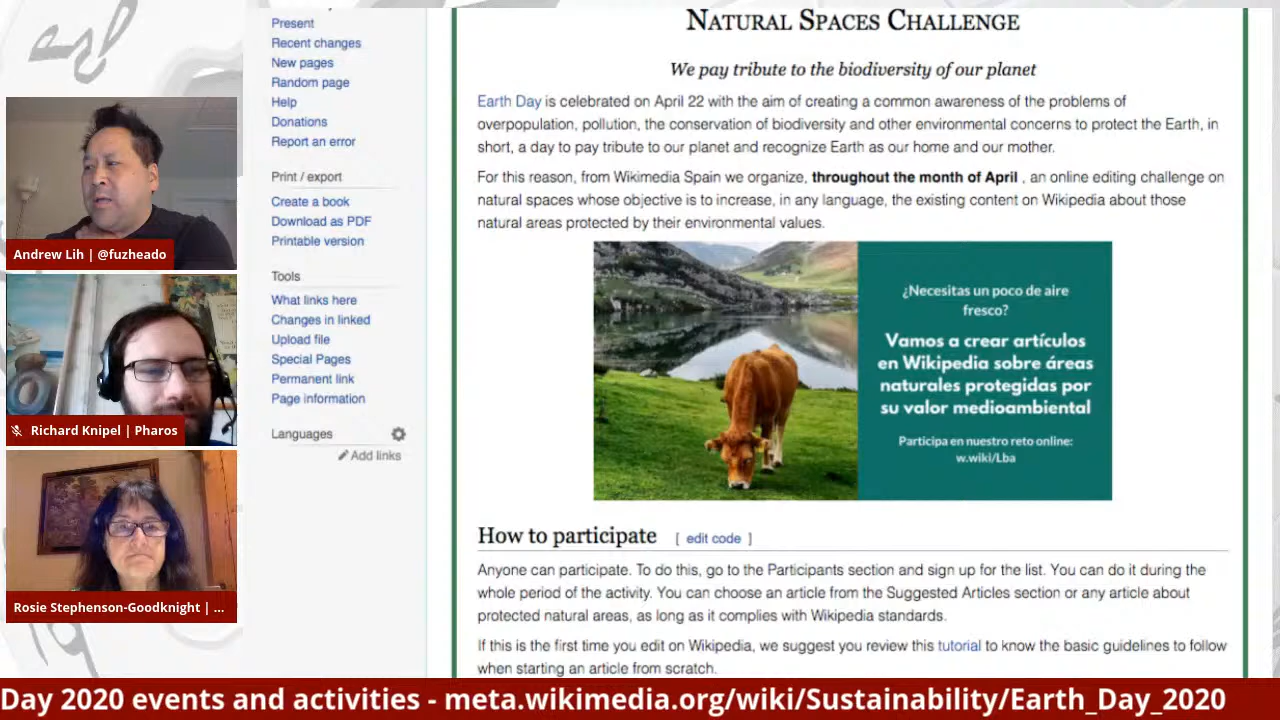 Andrew Lih | @fuzheado
Richard Knipel | Pharos
Rosie Stephenson-Goodknight | ...
Present
Recent changes
New pages
Random page
Help
Donations
Report an error
Print / export
Create a book
Download as PDF
Printable version
Tools
What links here
Changes in linked
Upload file
Special Pages
Permanent link
Page information
Languages
Add links
Natural Spaces Challenge
We pay tribute to the biodiversity of our planet
Earth Day is celebrated on April 22 with the aim of creating a common awareness of the problems of
overpopulation, pollution, the conservation of biodiversity and other environmental concerns to protect the Earth, in
short, a day to pay tribute to our planet and recognize Earth as our home and our mother.
For this reason, from Wikimedia Spain we organize, throughout the month of April , an online editing challenge on
natural spaces whose objective is to increase, in any language, the existing content on Wikipedia about those
natural areas protected by their environmental values.
¿Necesitas un poco de aire
fresco?
Vamos a crear artículos
en Wikipedia sobre áreas
naturales protegidas por
su valor medioambiental
Participa en nuestro reto online:
w.wiki/Lba
How to participate [ edit code ]
Anyone can participate. To do this, go to the Participants section and sign up for the list. You can do it during the
whole period of the activity. You can choose an article from the Suggested Articles section or any article about
protected natural areas, as long as it complies with Wikipedia standards.
If this is the first time you edit on Wikipedia, we suggest you review this tutorial to know the basic guidelines to follow
when starting an article from scratch.
Day 2020 events and activities - meta.wikimedia.org/wiki/Sustainability/Earth_Day_2020